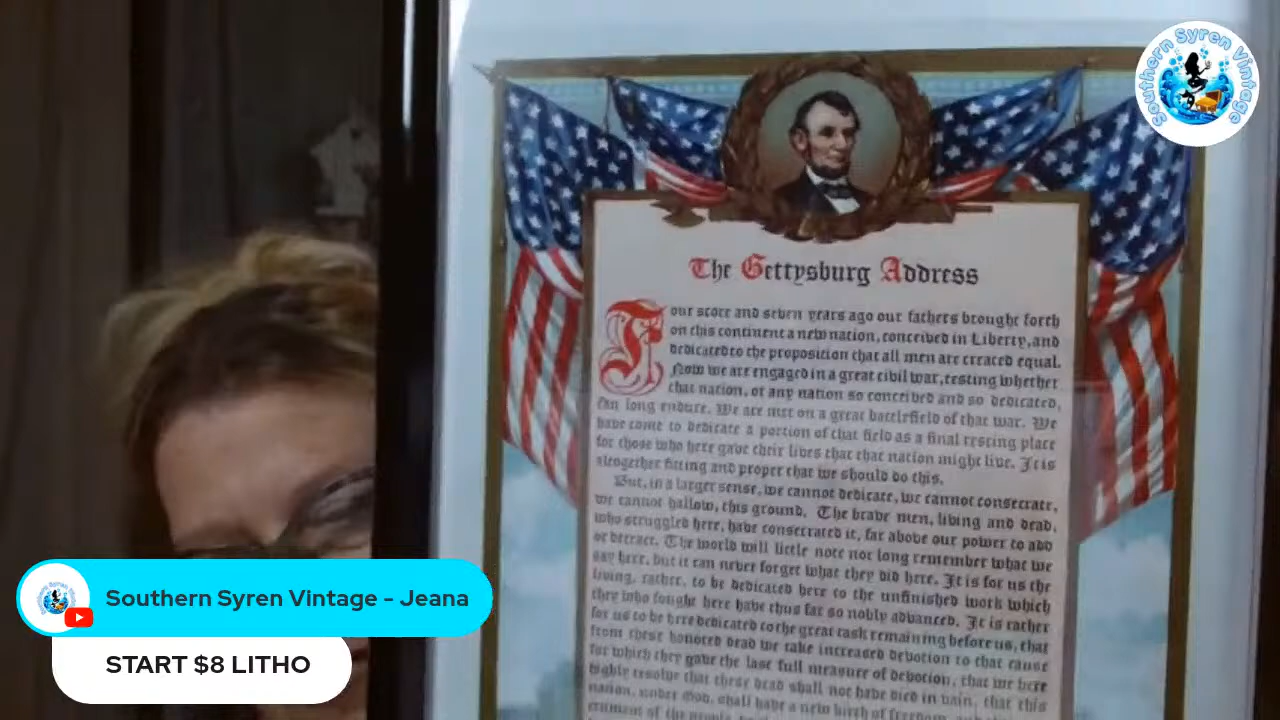 Southern Syren Vintage
The Gettysburg Address
Four score and seven years ago our fathers brought forth
on this continent a new nation, conceived in Liberty, and
dedicated to the proposition that all men are created equal.
Now we are engaged in a great civil war, testing whether
that nation, or any nation so conceived and so dedicated,
can long endure. We are met on a great battlefield of that war. We
have come to dedicate a portion of that field as a final resting place
for those who here gave their lives that that nation might live. It is
altogether fitting and proper that we should do this.
But, in a larger sense, we cannot dedicate, we cannot consecrate,
we cannot hallow, this ground. The brave men, living and dead,
who struggled here, have consecrated it, far above our power to add
or detract. The world will little note nor long remember what we
say here, but it can never forget what they did here. It is for us the
living, rather, to be dedicated here to the unfinished work which
they who fought here have thus far so nobly advanced. It is rather
for us to be here dedicated to the great task remaining before us, that
from these honored dead we take increased devotion to that cause
for which they gave the last full measure of devotion, that we here
highly resolve that these dead shall not have died in vain, that this
nation, under God, shall have a new birth of freedom,
ernment of the people,
Southern Syren Vintage - Jeana
START $8 LITHO